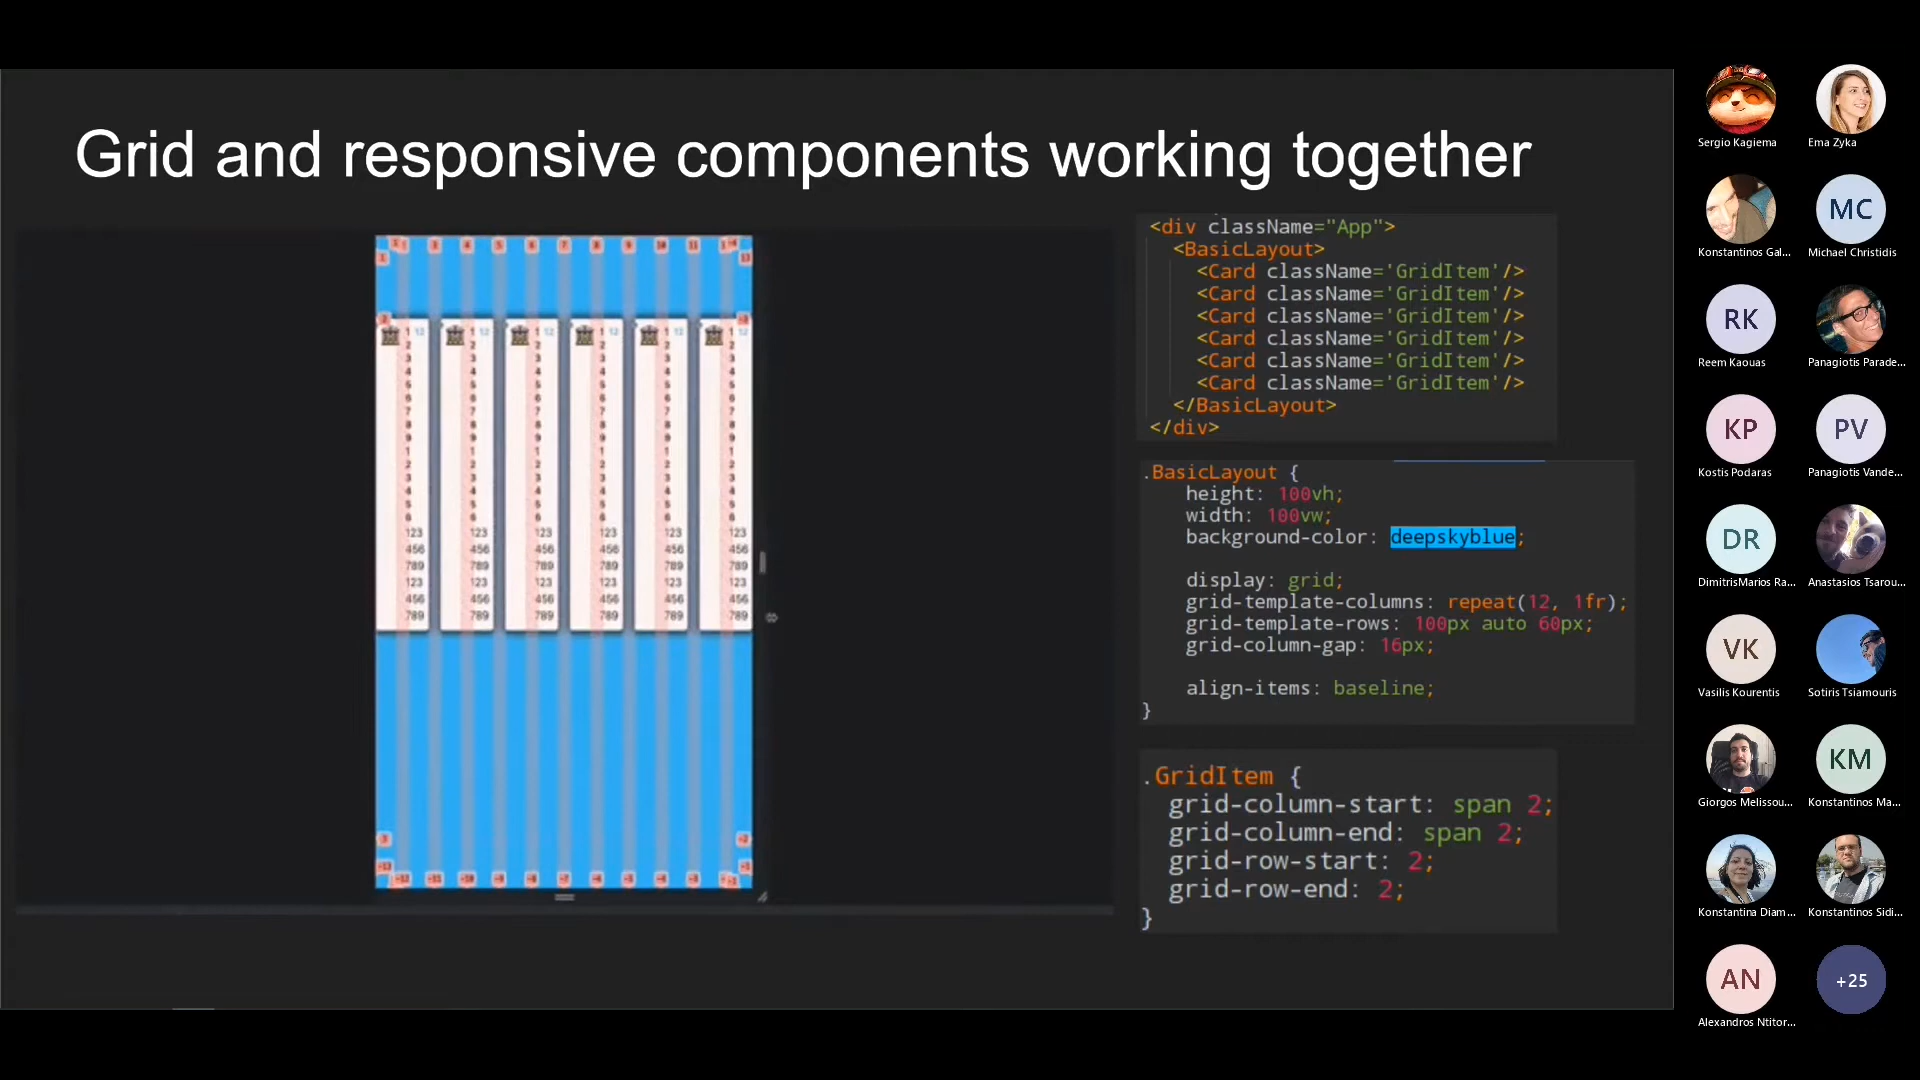 Grid and responsive components working together
<div className="App">
<BasicLayout>
<Card className='GridItem'/>
<Card className='GridItem'/>
<Card className='GridItem'/>
<Card className='GridItem'/>
<Card className='GridItem'/>
<Card className='GridItem'/>
</BasicLayout>
</div>
.BasicLayout {
height: 100vh;
width: 100vw;
background-color: deepskyblue;
display: grid;
grid-template-columns: repeat(12, 1fr);
grid-template-rows: 100px auto 60px;
grid-column-gap: 16px;
align-items: baseline;
}
.GridItem {
grid-column-start: span 2;
grid-column-end: span 2;
grid-row-start: 2;
grid-row-end: 2;
}
Sergio Kagiema
Ema Zyka
Konstantinos Gal...
MC
Michael Christidis
RK
Reem Kaouas
Panagiotis Parade...
KP
Kostis Podaras
PV
Panagiotis Vande...
DR
DimitrisMarios Ra...
Anastasios Tsarou...
VK
Vasilis Kourentis
Sotiris Tsiamouris
Giorgos Melissou...
KM
Konstantinos Ma...
Konstantina Diam...
Konstantinos Sidi...
AN
Alexandros Ntitor...
+25